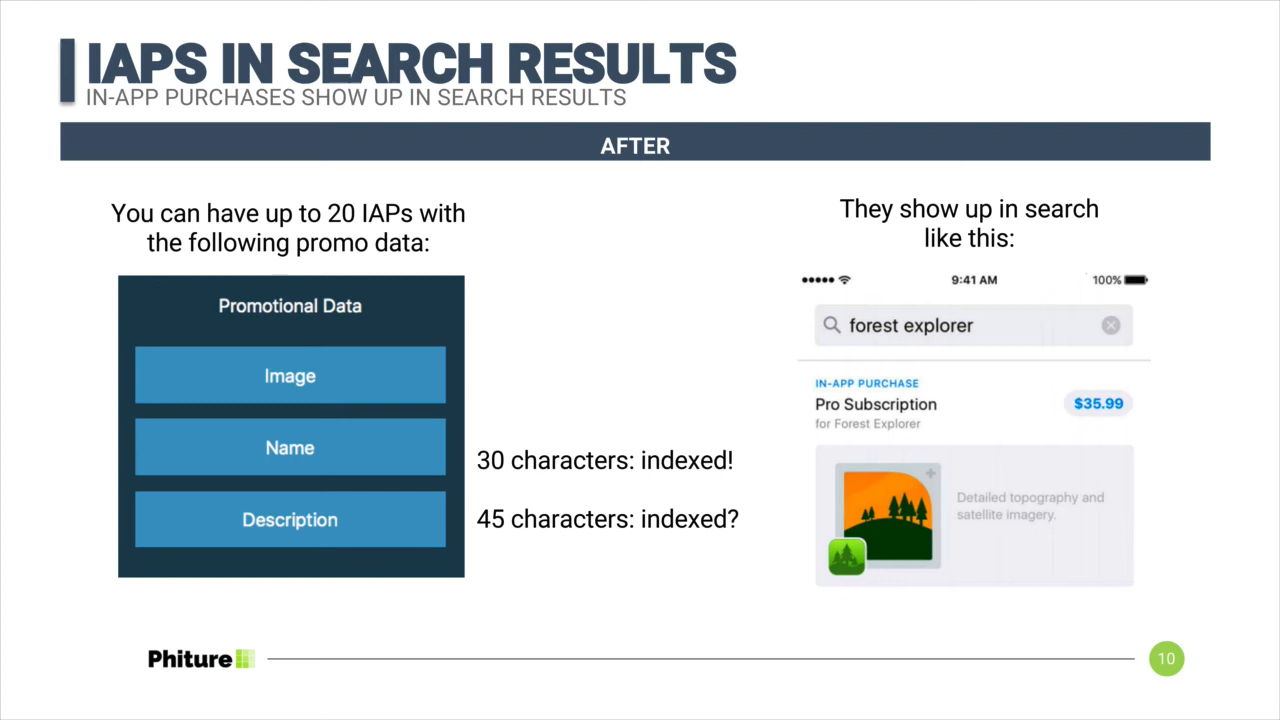 IAPS IN SEARCH RESULTS
IN-APP PURCHASES SHOW UP IN SEARCH RESULTS
AFTER
You can have up to 20 IAPs with
the following promo data:
Promotional Data
Image
Name
Description
30 characters: indexed!
45 characters: indexed?
They show up in search
like this:
9:41 AM
100%
forest explorer
IN-APP PURCHASE
Pro Subscription
$35.99
for Forest Explorer
Detailed topography and
satellite imagery.
Phiture
10